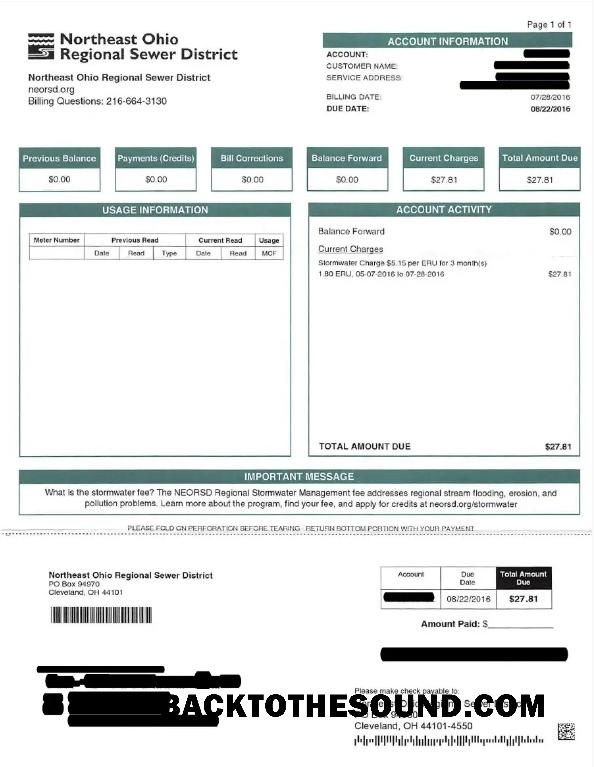 Page 1 of 1
Northeast Ohio
Regional Sewer District
Northeast Ohio Regional Sewer District
neorsd.org
Billing Questions: 216-664-3130
ACCOUNT INFORMATION
ACCOUNT:
CUSTOMER NAME:
SERVICE ADDRESS:
BILLING DATE: 07/28/2016
DUE DATE: 08/22/2016
Previous Balance Payments (Credits) Bill Corrections Balance Forward Current Charges Total Amount Due
$0.00 $0.00 $0.00 $0.00 $27.81 $27.81
USAGE INFORMATION
Meter Number Previous Read Current Read Usage
Date Read Type Date Read MCF
ACCOUNT ACTIVITY
Balance Forward $0.00
Current Charges
Stormwater Charge $5.15 per ERU for 3 month(s)
1.80 ERU, 05-07-2016 to 07-28-2016 $27.81
TOTAL AMOUNT DUE $27.81
IMPORTANT MESSAGE
What is the stormwater fee? The NEORSD Regional Stormwater Management fee addresses regional stream flooding, erosion, and
pollution problems. Learn more about the program, find your fee, and apply for credits at neorsd.org/stormwater
PLEASE FOLD ON PERFORATION BEFORE TEARING - RETURN BOTTOM PORTION WITH YOUR PAYMENT
Northeast Ohio Regional Sewer District
PO Box 94970
Cleveland, OH 44101
Account Due Date Total Amount Due
08/22/2016 $27.81
Amount Paid: $
Please make check payable to:
BACKTOTHESOUND.COM
Cleveland, OH 44101-4550